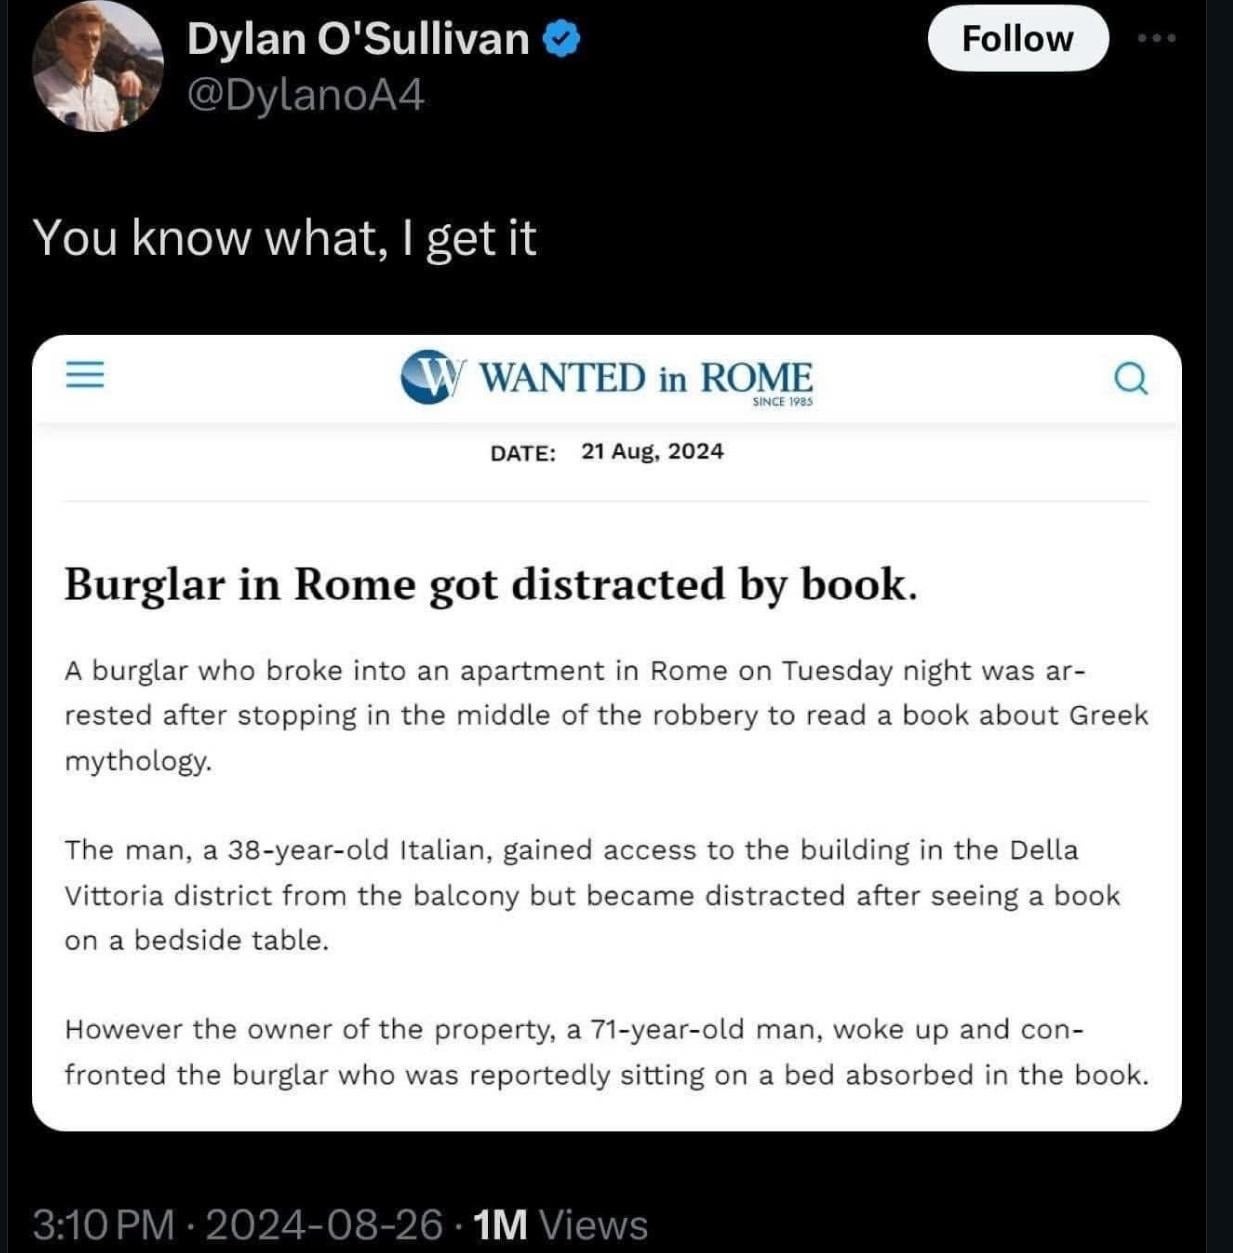 Dylan O'Sullivan
Follow
@DylanoA4
You know what, I get it
W WANTED in ROME
SINCE 1985
DATE: 21 Aug, 2024
Burglar in Rome got distracted by book.
A burglar who broke into an apartment in Rome on Tuesday night was ar-
rested after stopping in the middle of the robbery to read a book about Greek
mythology.
The man, a 38-year-old Italian, gained access to the building in the Della
Vittoria district from the balcony but became distracted after seeing a book
on a bedside table.
However the owner of the property, a 71-year-old man, woke up and con-
fronted the burglar who was reportedly sitting on a bed absorbed in the book.
3:10 PM · 2024-08-26 · 1M Views